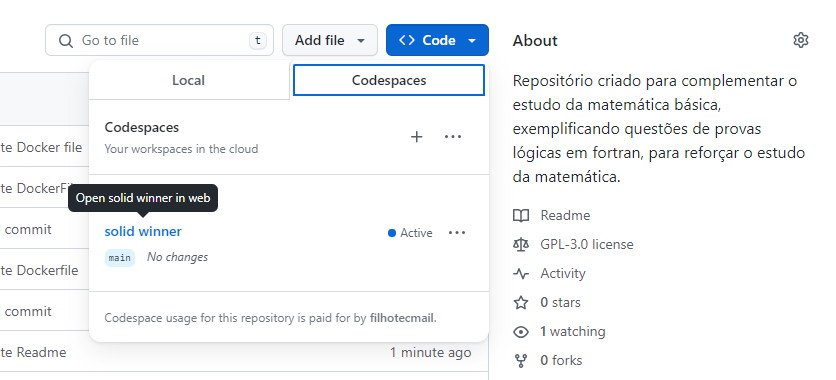 Go to file
t
Add file
Code
About
Local
Codespaces
Repositório criado para complementar o
estudo da matemática básica,
exemplificando questões de provas
lógicas em fortran, para reforçar o estudo
da matemática.
Codespaces
Your workspaces in the cloud
te Docker file
te DockerFi
Open solid winner in web
commit
solid winner
Active
main
No changes
te Dockerfile
commit
Codespace usage for this repository is paid for by filhotecmail.
te Readme
1 minute ago
Readme
GPL-3.0 license
Activity
0 stars
1 watching
0 forks